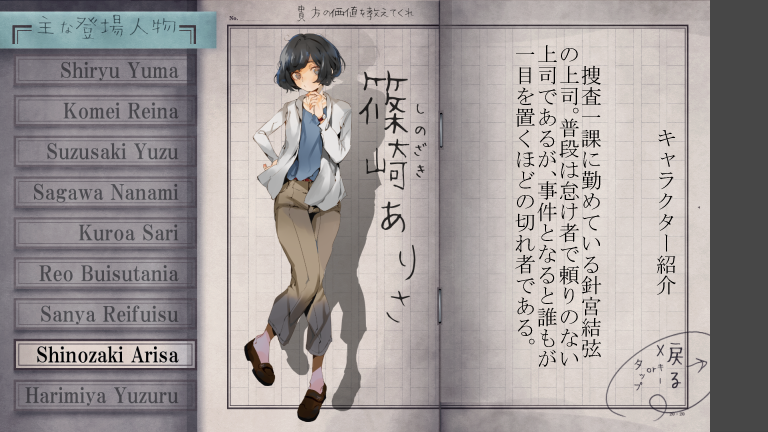 主な登場人物
Shiryu Yuma
Komei Reina
Suzusaki Yuzu
Sagawa Nanami
Kuroa Sari
Reo Buisutania
Sanya Reifuisu
Shinozaki Arisa
Harimiya Yuzuru
貴方の価値を教えてくれ
No.
篠崎ありさ
しのざき
キャラクター紹介
捜査一課に勤めている針宮結弦
の上司。普段は怠け者で頼りのない
上司であるが、事件となると誰もが
一目を置くほどの切れ者である。
戻る
Xキー
or
タップ